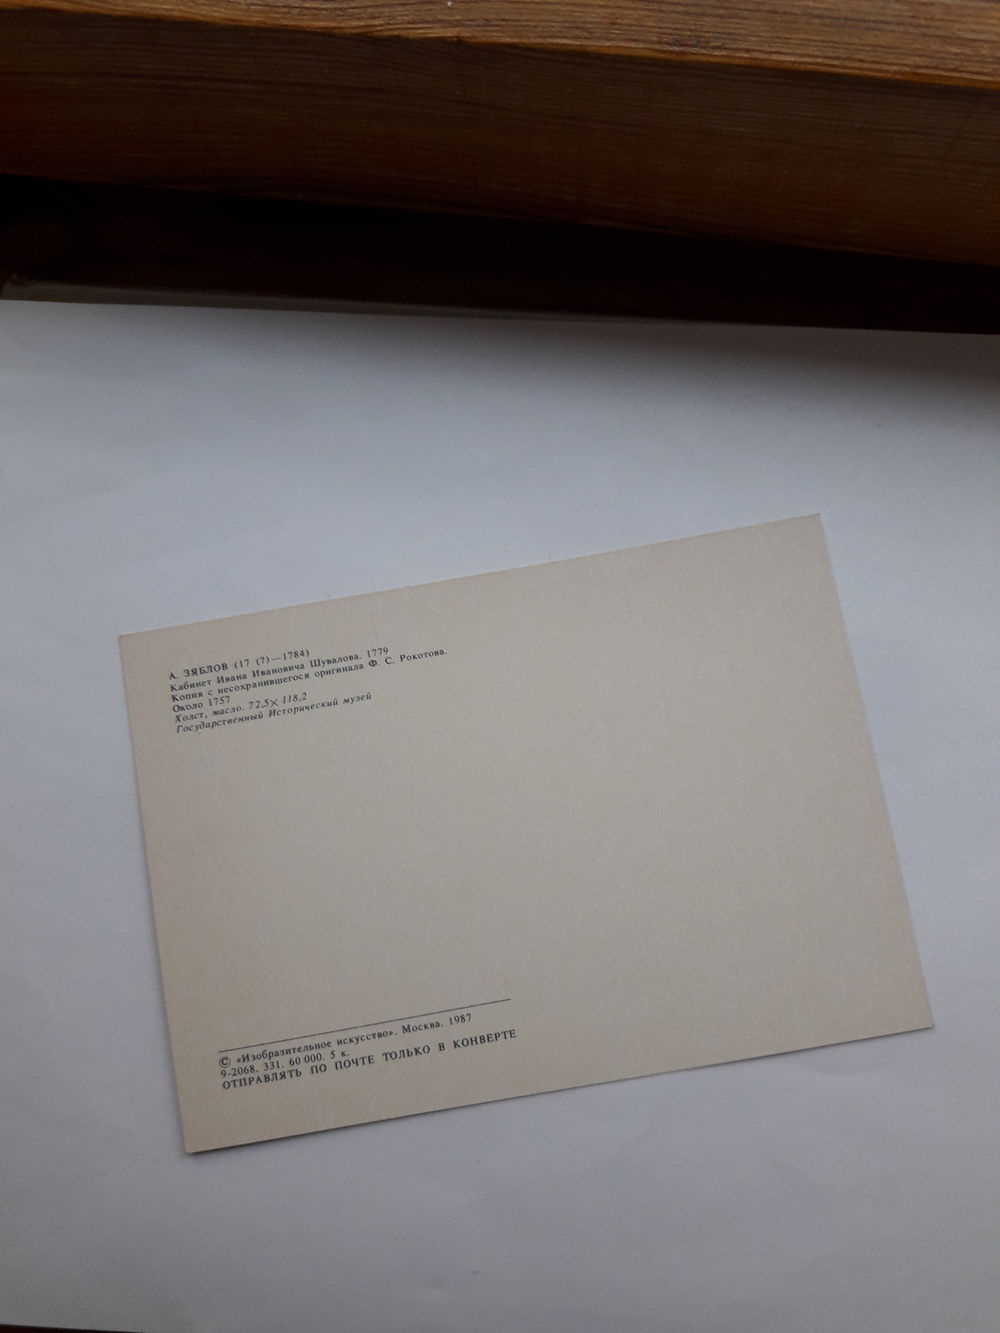 А. ЗЯБЛОВ (17 (?)—1784)
Кабинет Ивана Ивановича Шувалова. 1779
Копия с несохранившегося оригинала Ф. С. Рокотова.
Около 1757
Холст, масло. 72,5× 118,2
Государственный Исторический музей
© «Изобразительное искусство». Москва. 1987
9-2068. 331. 60 000. 5 к.
ОТПРАВЛЯТЬ ПО ПОЧТЕ ТОЛЬКО В КОНВЕРТЕ